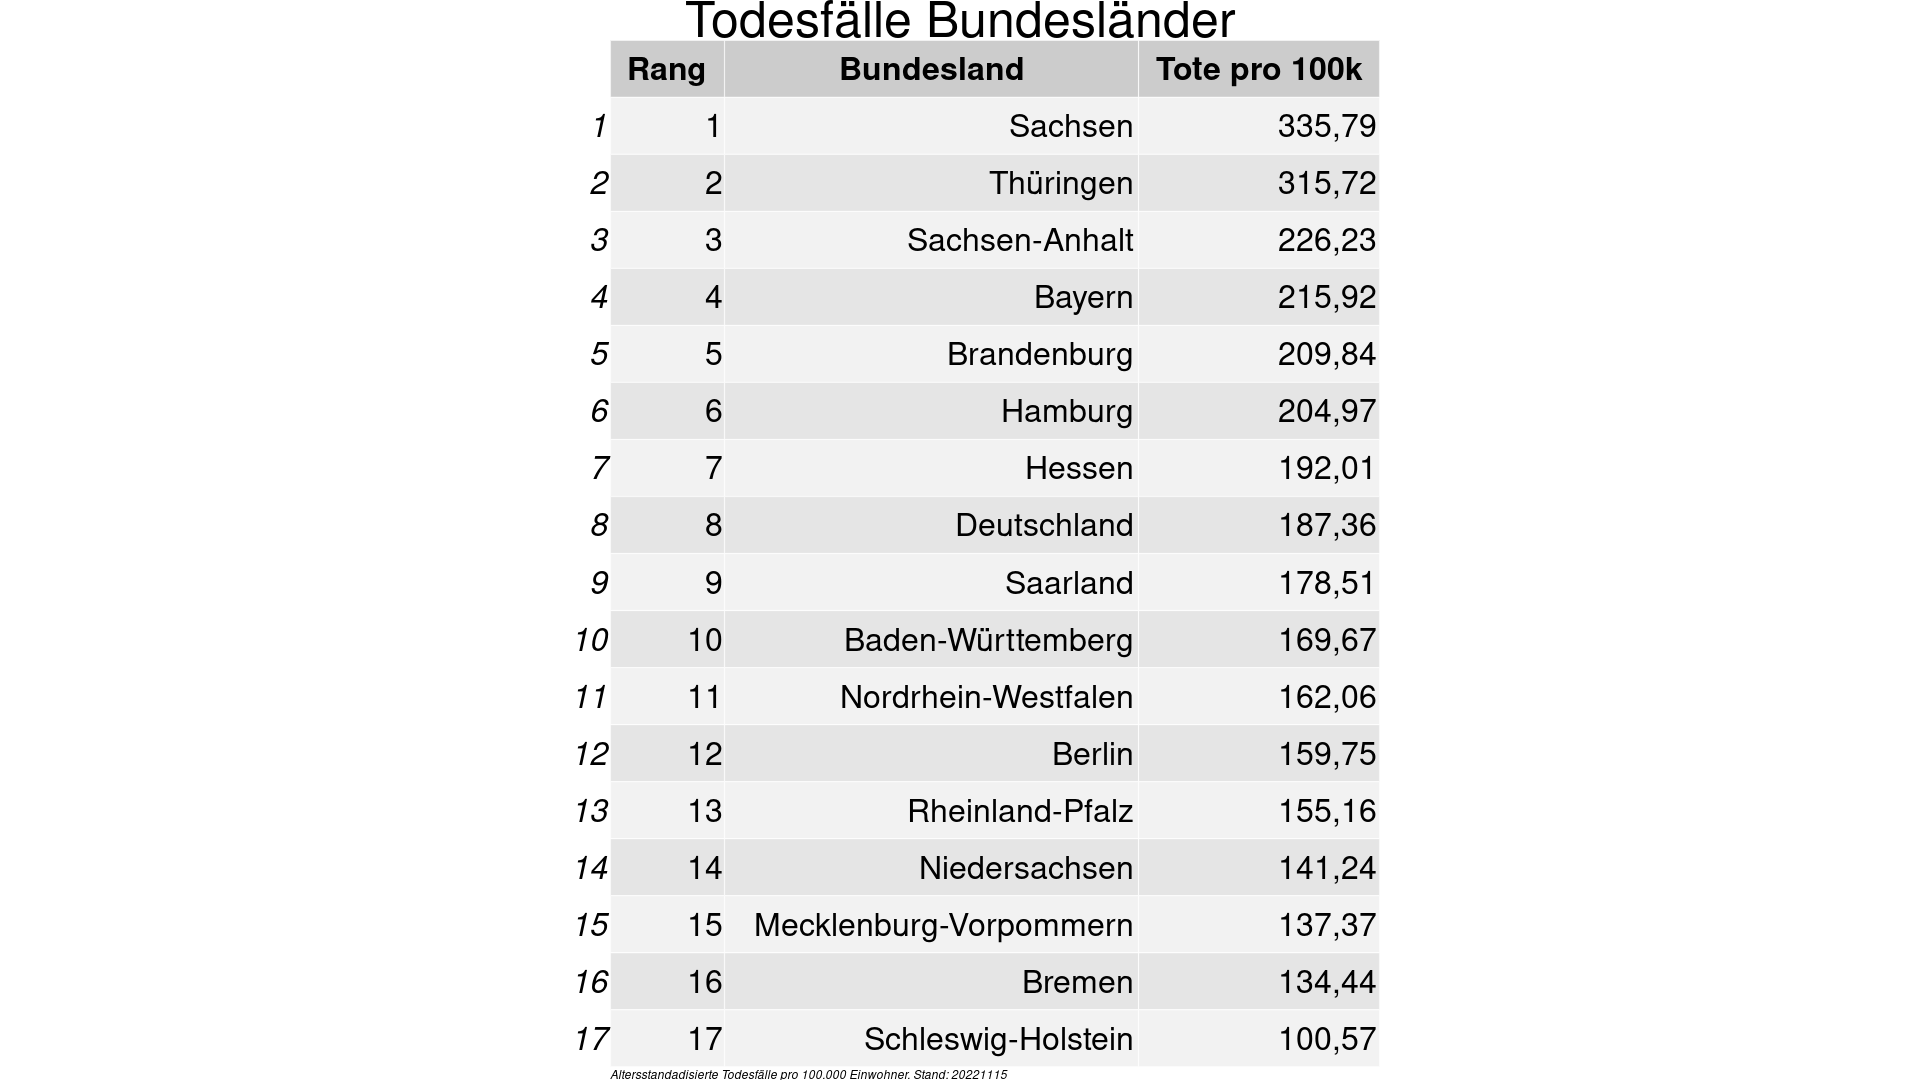 Todesfälle Bundesländer
Rang Bundesland Tote pro 100k
1 1 Sachsen 335,79
2 2 Thüringen 315,72
3 3 Sachsen-Anhalt 226,23
4 4 Bayern 215,92
5 5 Brandenburg 209,84
6 6 Hamburg 204,97
7 7 Hessen 192,01
8 8 Deutschland 187,36
9 9 Saarland 178,51
10 10 Baden-Württemberg 169,67
11 11 Nordrhein-Westfalen 162,06
12 12 Berlin 159,75
13 13 Rheinland-Pfalz 155,16
14 14 Niedersachsen 141,24
15 15 Mecklenburg-Vorpommern 137,37
16 16 Bremen 134,44
17 17 Schleswig-Holstein 100,57
Altersstandadisierte Todesfälle pro 100.000 Einwohner. Stand: 20221115